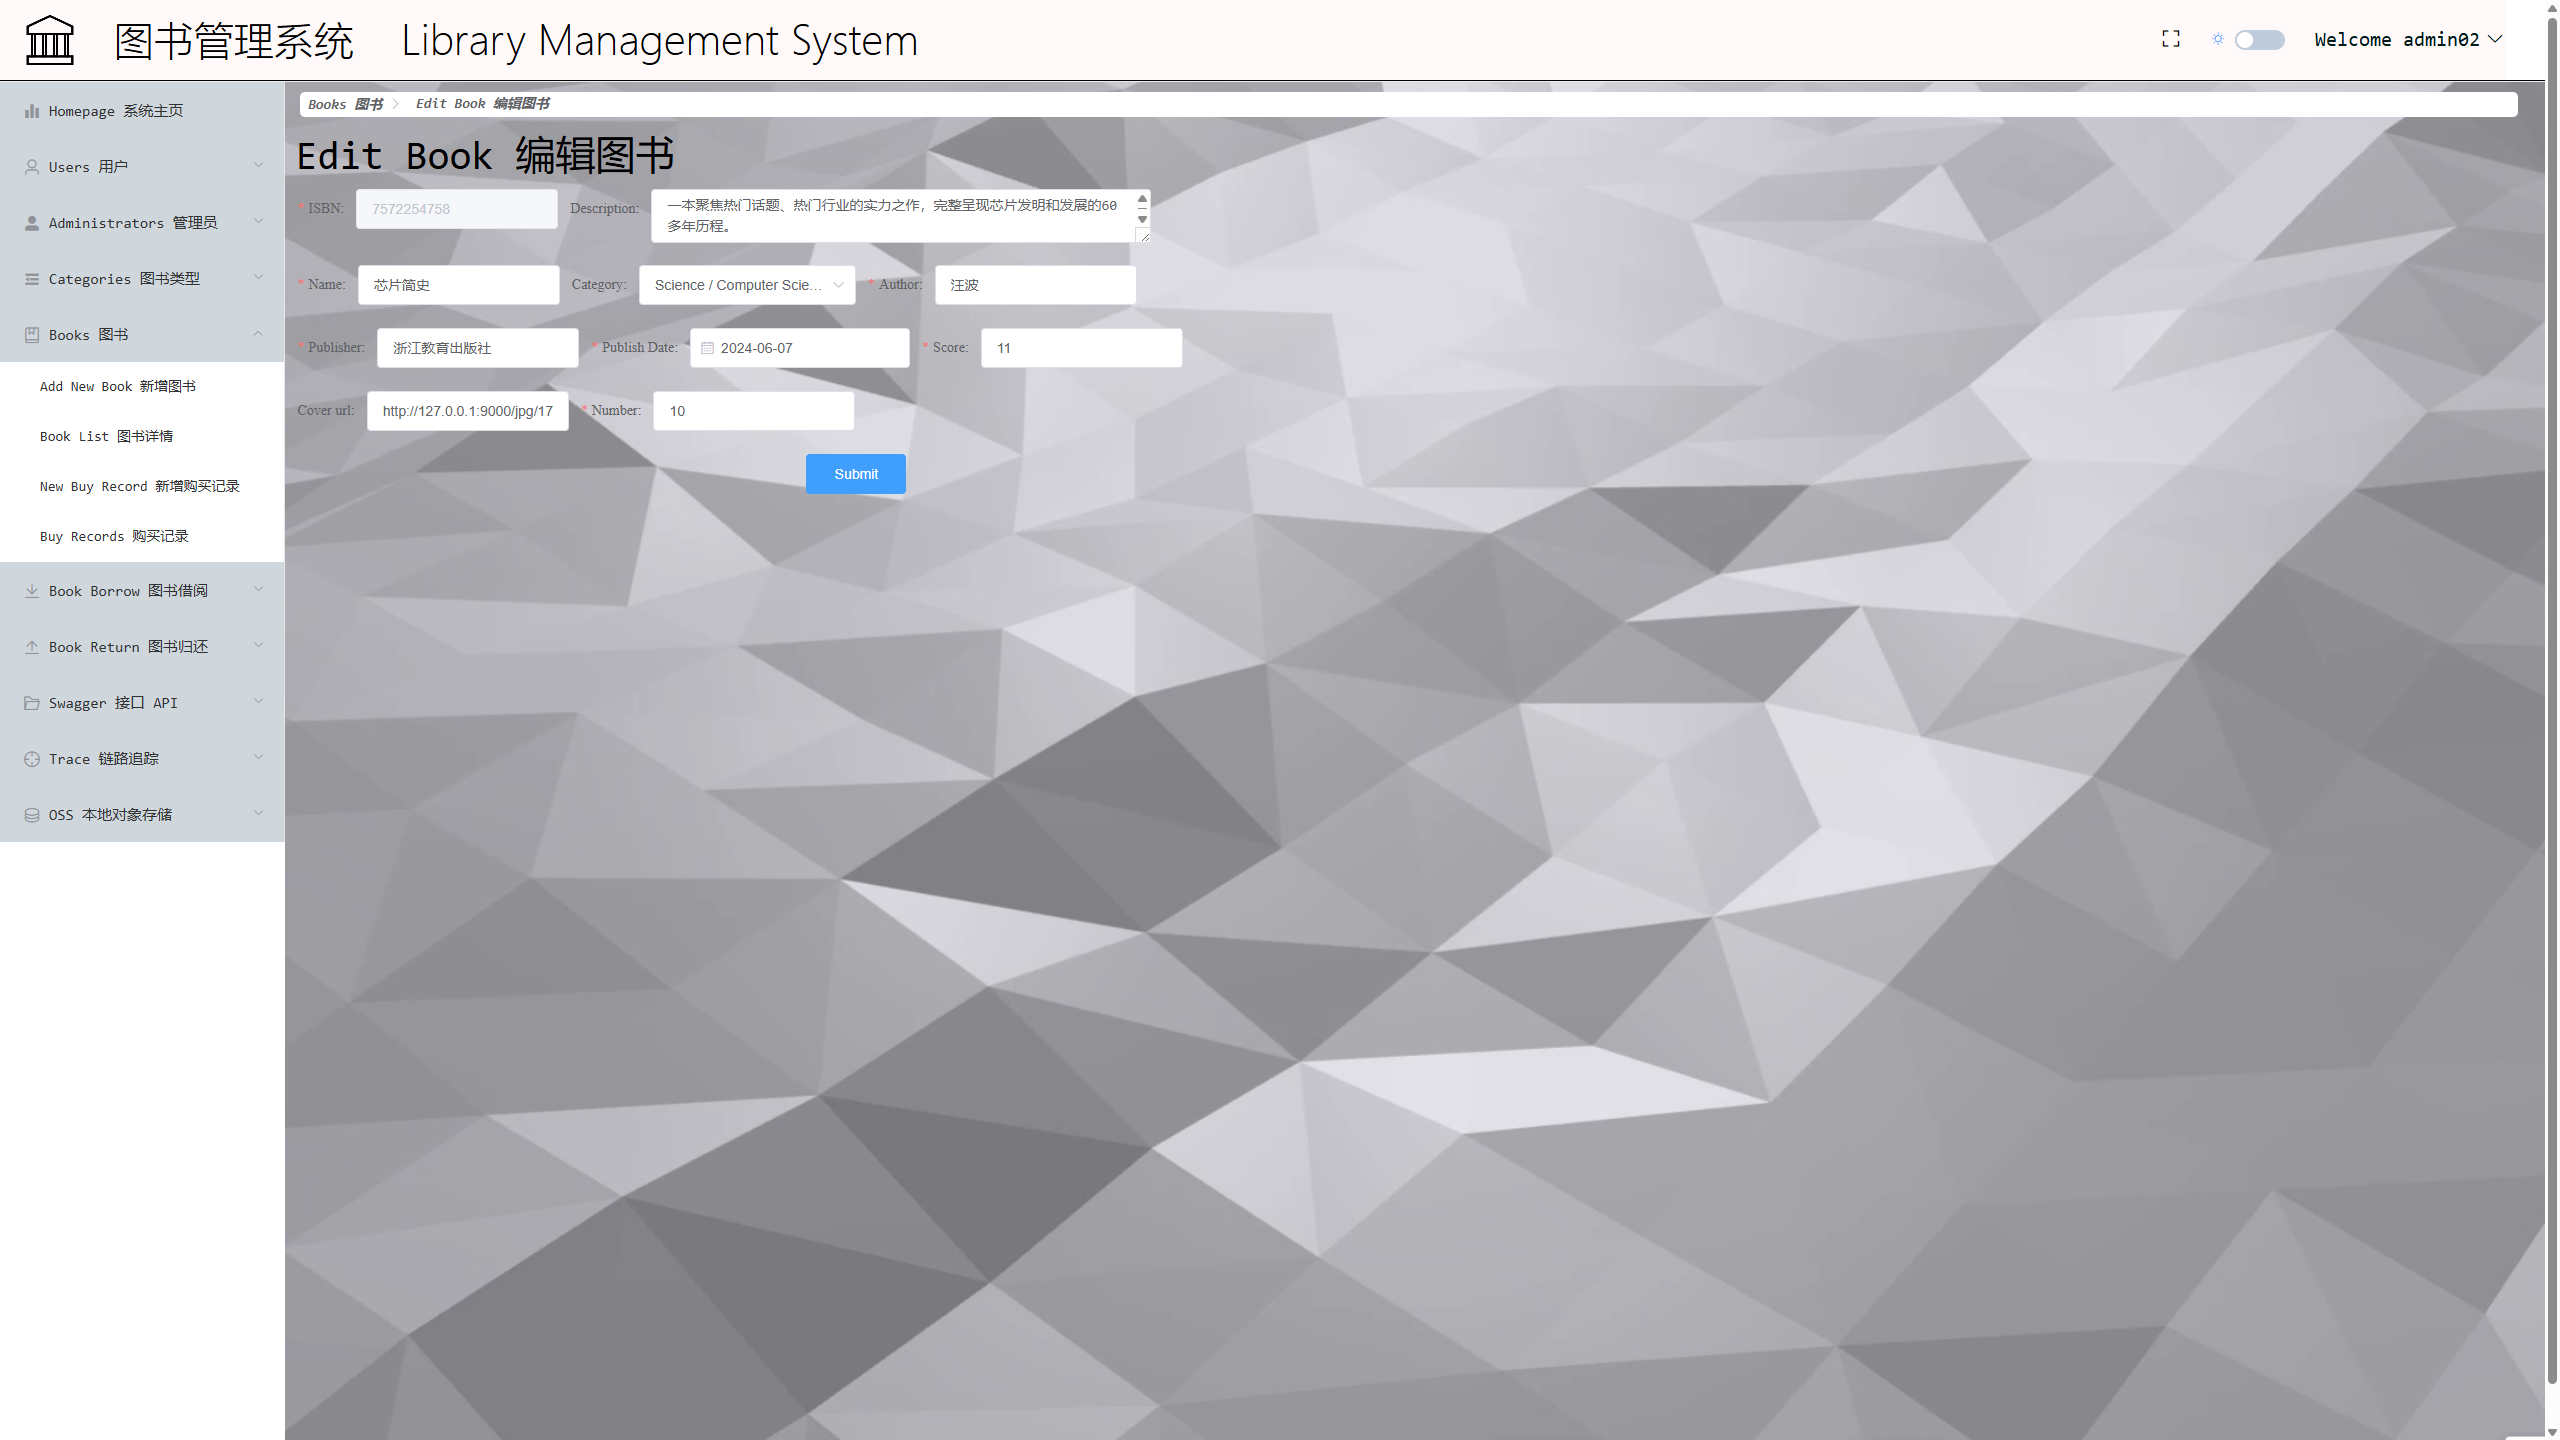 图书管理系统 Library Management System
Welcome admin02
Homepage 系统主页
Users 用户
Administrators 管理员
Categories 图书类型
Books 图书
Add New Book 新增图书
Book List 图书详情
New Buy Record 新增购买记录
Buy Records 购买记录
Book Borrow 图书借阅
Book Return 图书归还
Swagger 接口 API
Trace 链路追踪
OSS 本地对象存储
Books 图书 Edit Book 编辑图书
Edit Book 编辑图书
* ISBN: 7572254758 Description: 一本聚焦热门话题、热门行业的实力之作，完整呈现芯片发明和发展的60
多年历程。
* Name: 芯片简史 Category: Science / Computer Scie... * Author: 汪波
* Publisher: 浙江教育出版社 * Publish Date: 2024-06-07 * Score: 11
Cover url: http://127.0.0.1:9000/jpg/17 * Number: 10
Submit